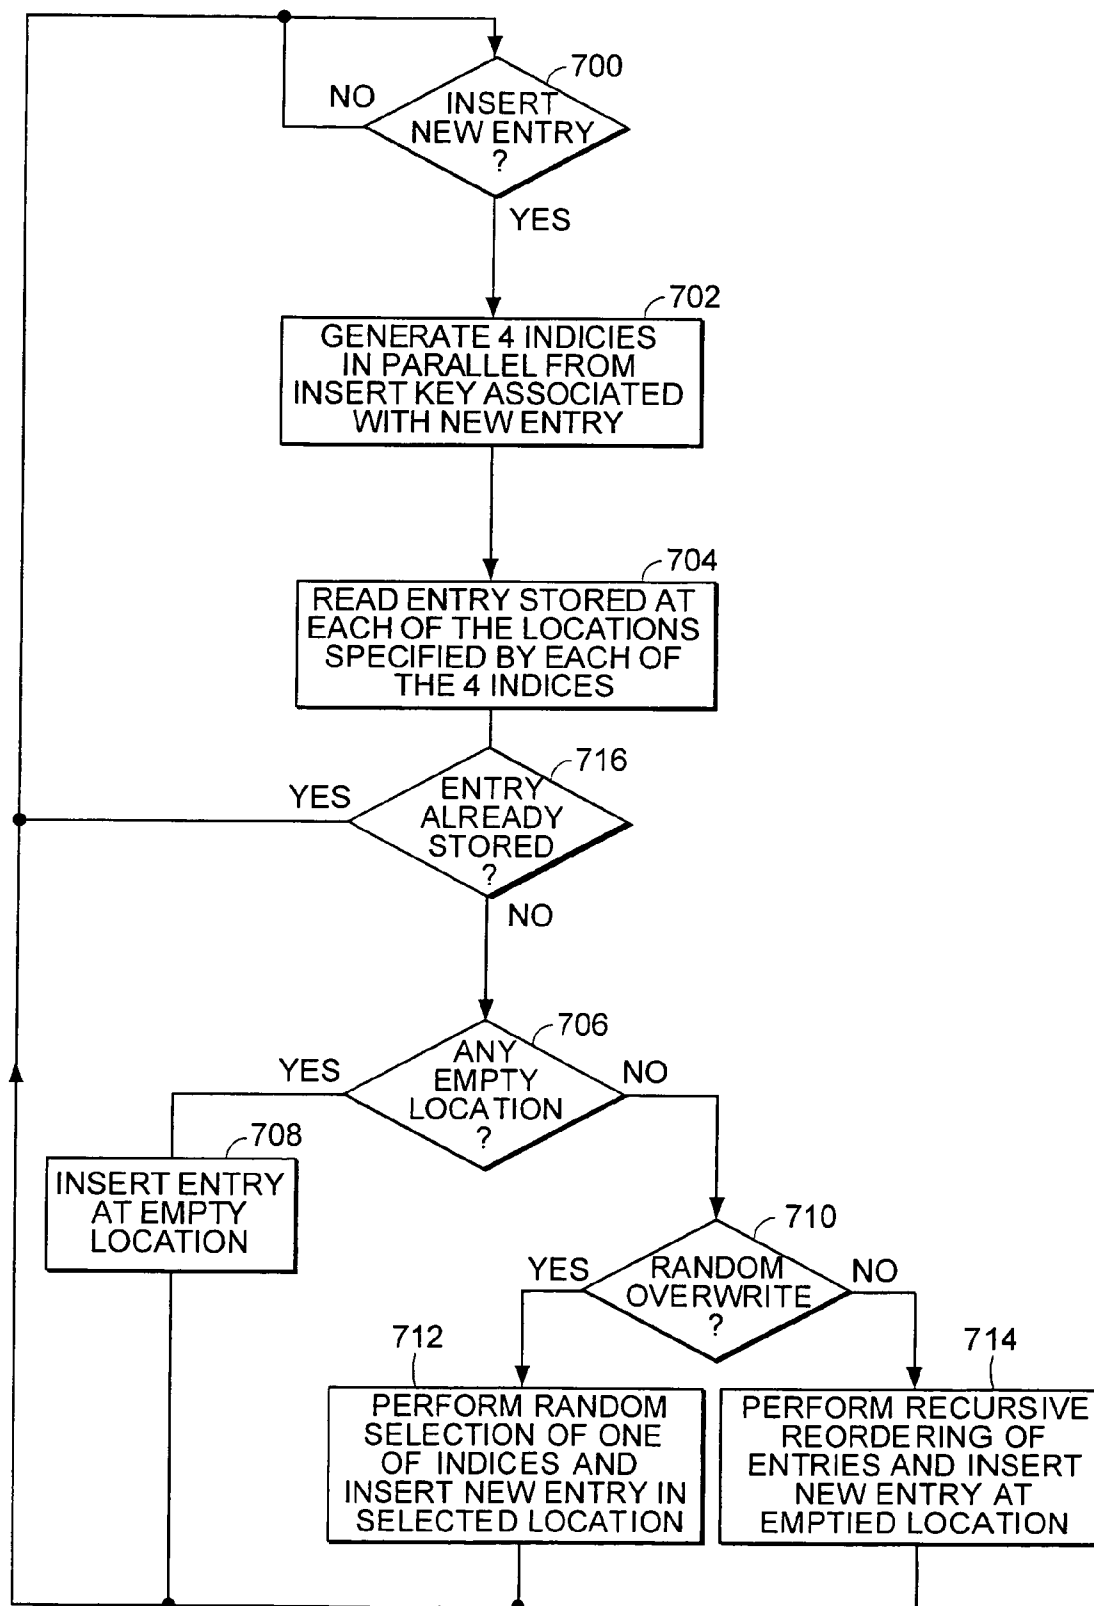 700
NO
INSERT
NEW ENTRY
?
YES
702
GENERATE 4 INDICIES
IN PARALLEL FROM
INSERT KEY ASSOCIATED
WITH NEW ENTRY
704
READ ENTRY STORED AT
EACH OF THE LOCATIONS
SPECIFIED BY EACH OF
THE 4 INDICES
716
YES
ENTRY
ALREADY
STORED
?
NO
706
YES
ANY
EMPTY
LOCATION
?
NO
708
INSERT ENTRY
AT EMPTY
LOCATION
710
YES
RANDOM
OVERWRITE
?
NO
712
PERFORM RANDOM
SELECTION OF ONE
OF INDICES AND
INSERT NEW ENTRY IN
SELECTED LOCATION
714
PERFORM RECURSIVE
REORDERING OF
ENTRIES AND INSERT
NEW ENTRY AT
EMPTIED LOCATION